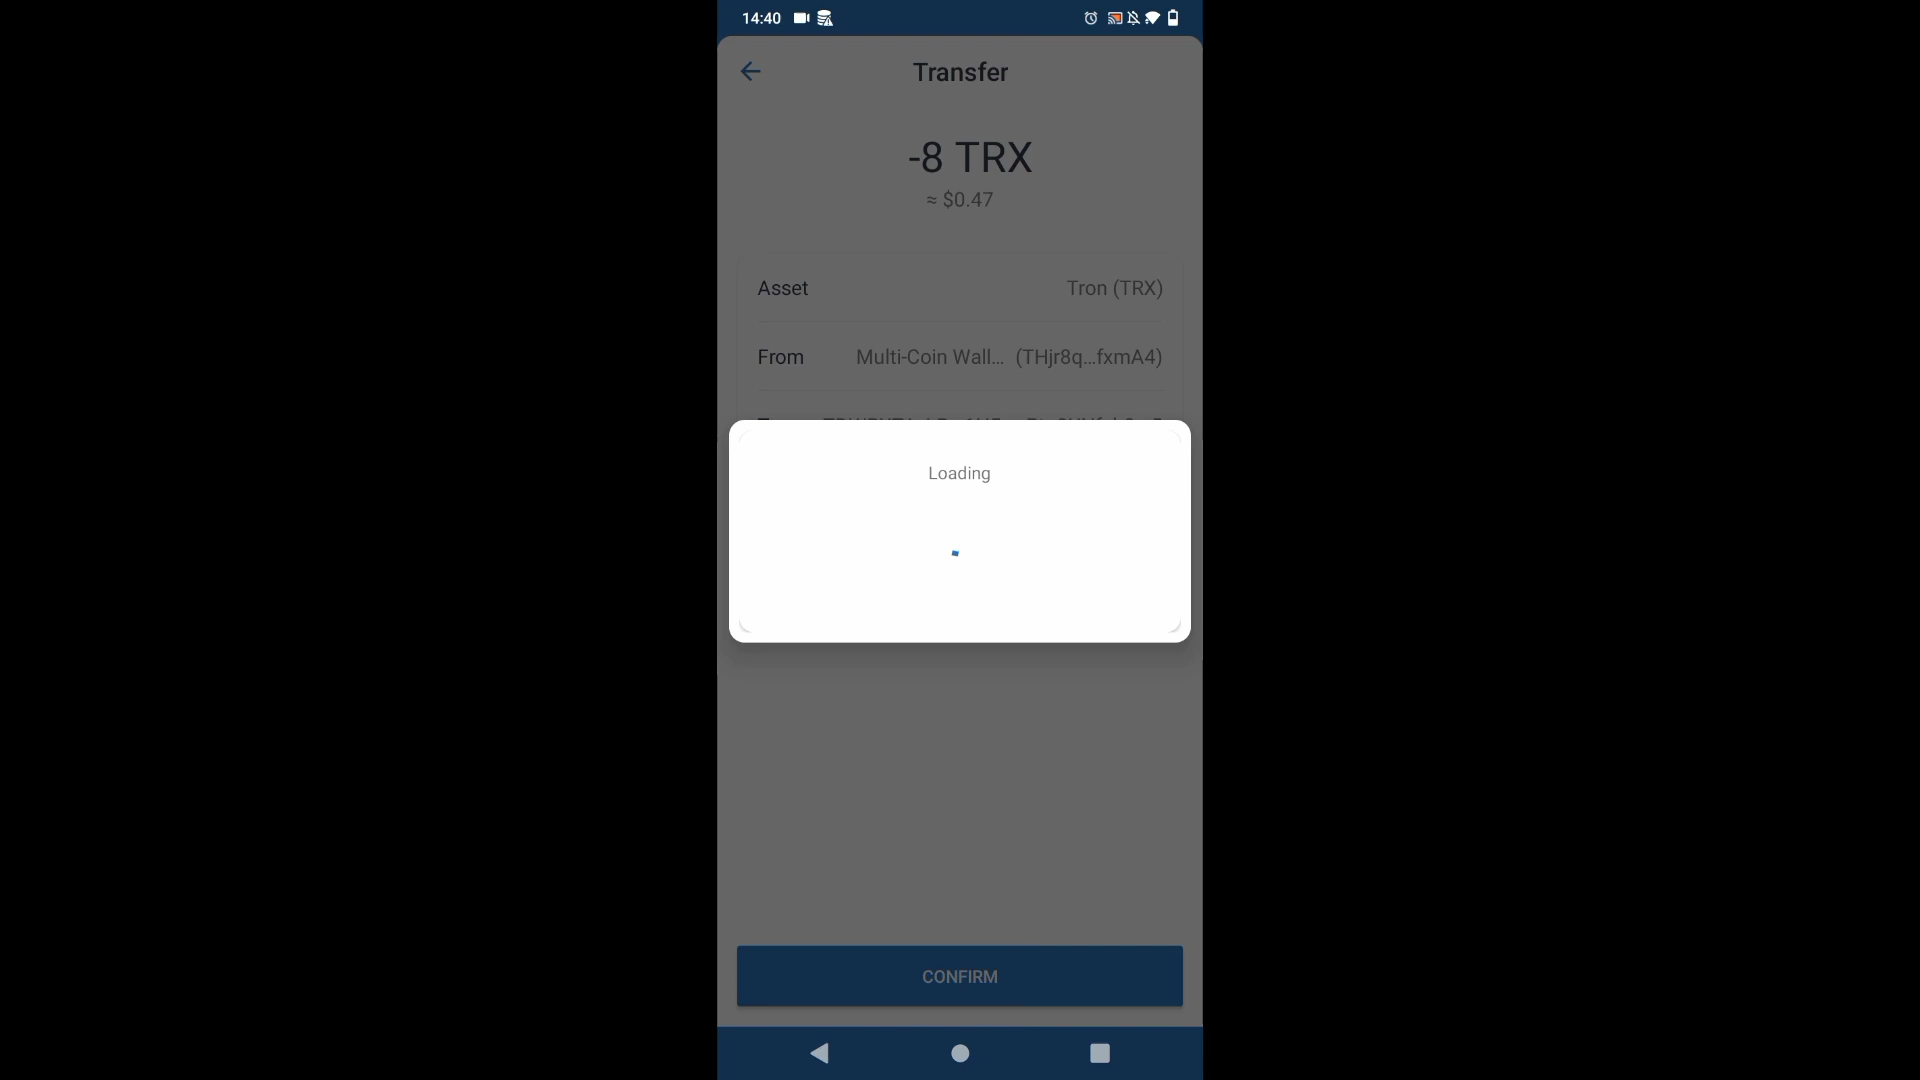 14:40
Transfer
-8 TRX
≈ $0.47
Asset Tron (TRX)
From Multi-Coin Wall... (THjr8q...fxmA4)
Loading
CONFIRM